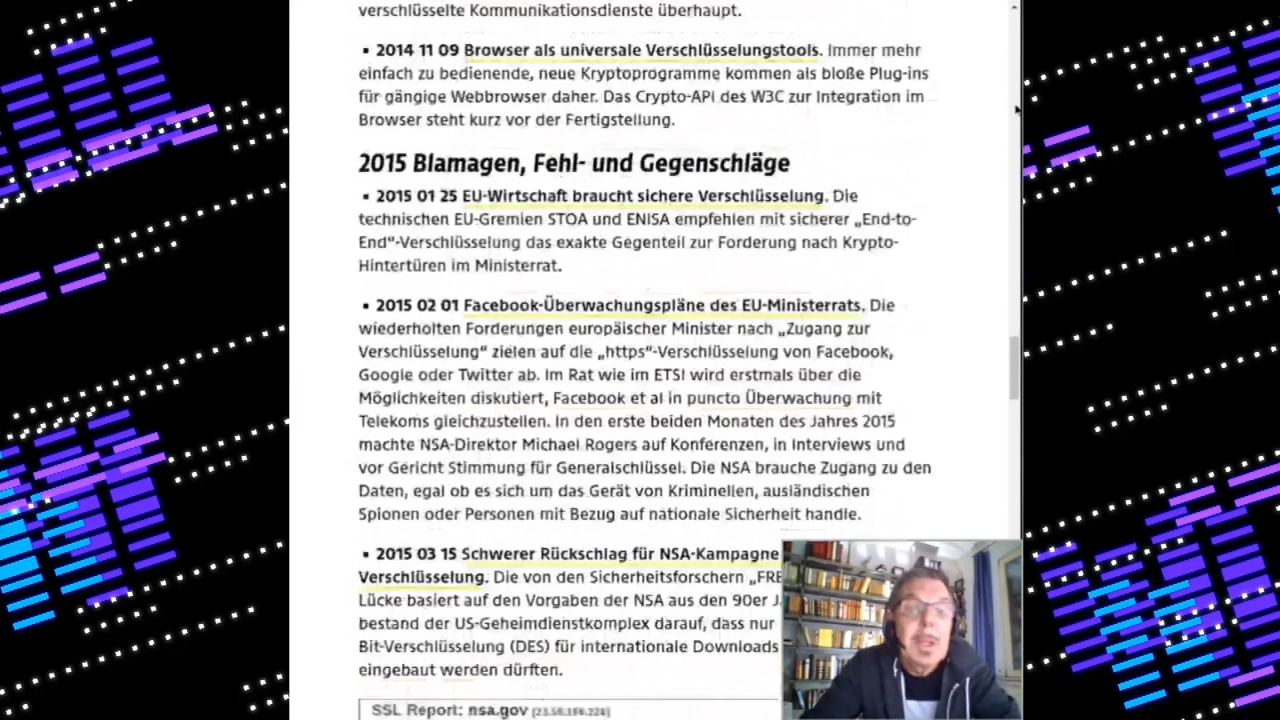 verschlüsselte Kommunikationsdienste überhaupt.
▪ 2014 11 09 Browser als universale Verschlüsselungstools. Immer mehr
einfach zu bedienende, neue Kryptoprogramme kommen als bloße Plug-ins
für gängige Webbrowser daher. Das Crypto-API des W3C zur Integration im
Browser steht kurz vor der Fertigstellung.
2015 Blamagen, Fehl- und Gegenschläge
▪ 2015 01 25 EU-Wirtschaft braucht sichere Verschlüsselung. Die
technischen EU-Gremien STOA und ENISA empfehlen mit sicherer „End-to-
End“-Verschlüsselung das exakte Gegenteil zur Forderung nach Krypto-
Hintertüren im Ministerrat.
▪ 2015 02 01 Facebook-Überwachungspläne des EU-Ministerrats. Die
wiederholten Forderungen europäischer Minister nach „Zugang zur
Verschlüsselung“ zielen auf die „https“-Verschlüsselung von Facebook,
Google oder Twitter ab. Im Rat wie im ETSI wird erstmals über die
Möglichkeiten diskutiert, Facebook et al in puncto Überwachung mit
Telekoms gleichzustellen. In den erste beiden Monaten des Jahres 2015
machte NSA-Direktor Michael Rogers auf Konferenzen, in Interviews und
vor Gericht Stimmung für Generalschlüssel. Die NSA brauche Zugang zu den
Daten, egal ob es sich um das Gerät von Kriminellen, ausländischen
Spionen oder Personen mit Bezug auf nationale Sicherheit handle.
▪ 2015 03 15 Schwerer Rückschlag für NSA-Kampagne
Verschlüsselung. Die von den Sicherheitsforschern „FRE
Lücke basiert auf den Vorgaben der NSA aus den 90er J
bestand der US-Geheimdienstkomplex darauf, dass nur
Bit-Verschlüsselung (DES) für internationale Downloads
eingebaut werden dürften.
SSL Report: nsa.gov